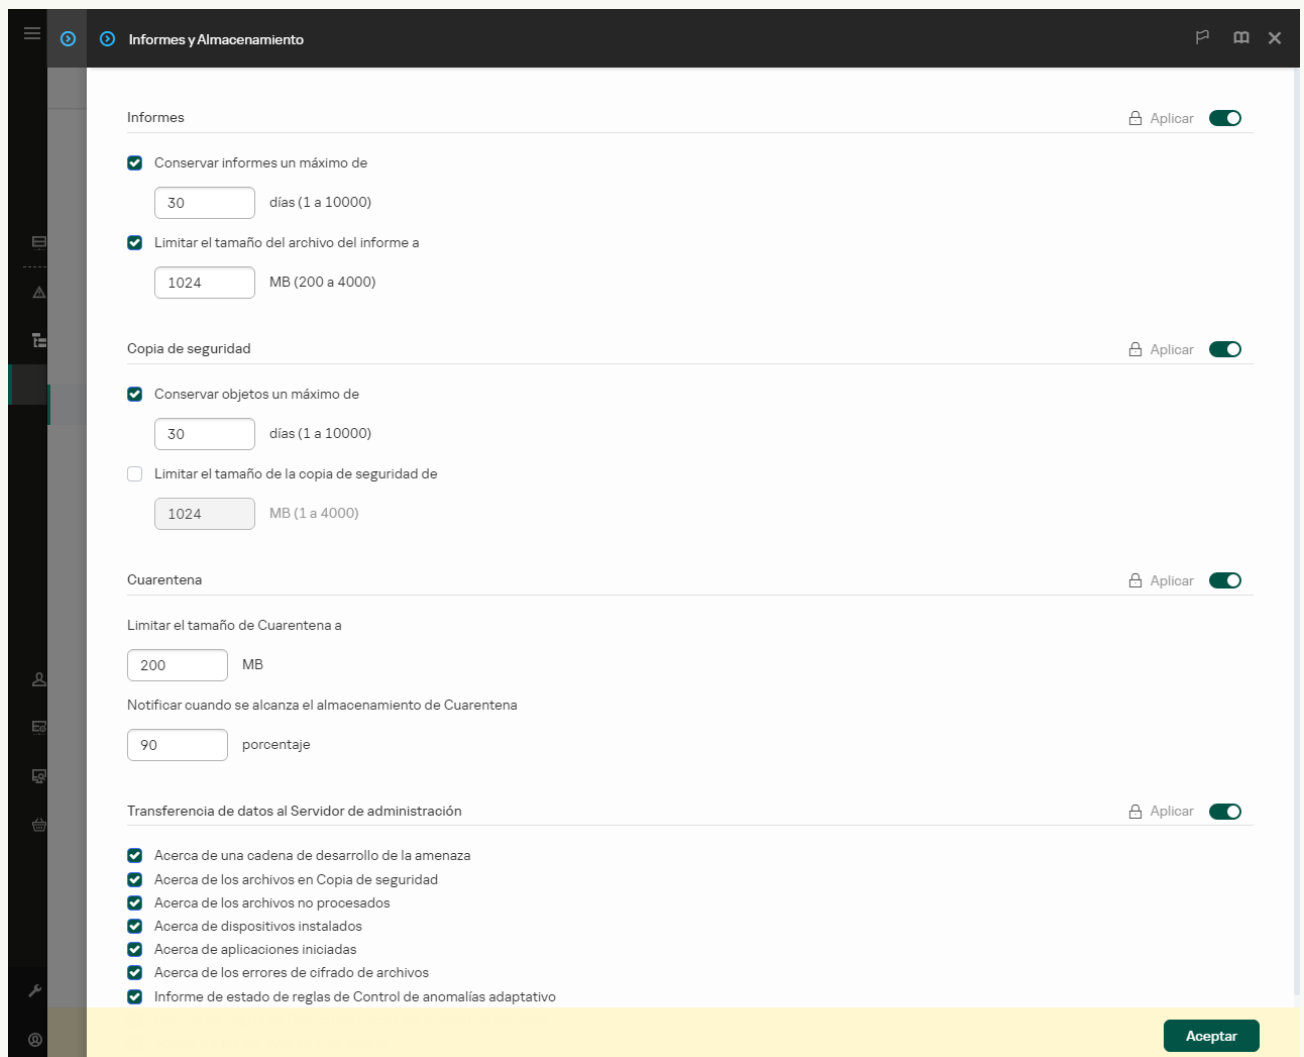 Informes y Almacenamiento
Informes Aplicar
Conservar informes un máximo de
30 días (1 a 10000)
Limitar el tamaño del archivo del informe a
1024 MB (200 a 4000)
Copia de seguridad Aplicar
Conservar objetos un máximo de
30 días (1 a 10000)
Limitar el tamaño de la copia de seguridad de
1024 MB (1 a 4000)
Cuarentena Aplicar
Limitar el tamaño de Cuarentena a
200 MB
Notificar cuando se alcanza el almacenamiento de Cuarentena
90 porcentaje
Transferencia de datos al Servidor de administración Aplicar
Acerca de una cadena de desarrollo de la amenaza
Acerca de los archivos en Copia de seguridad
Acerca de los archivos no procesados
Acerca de dispositivos instalados
Acerca de aplicaciones iniciadas
Acerca de los errores de cifrado de archivos
Informe de estado de reglas de Control de anomalías adaptativo
Aceptar